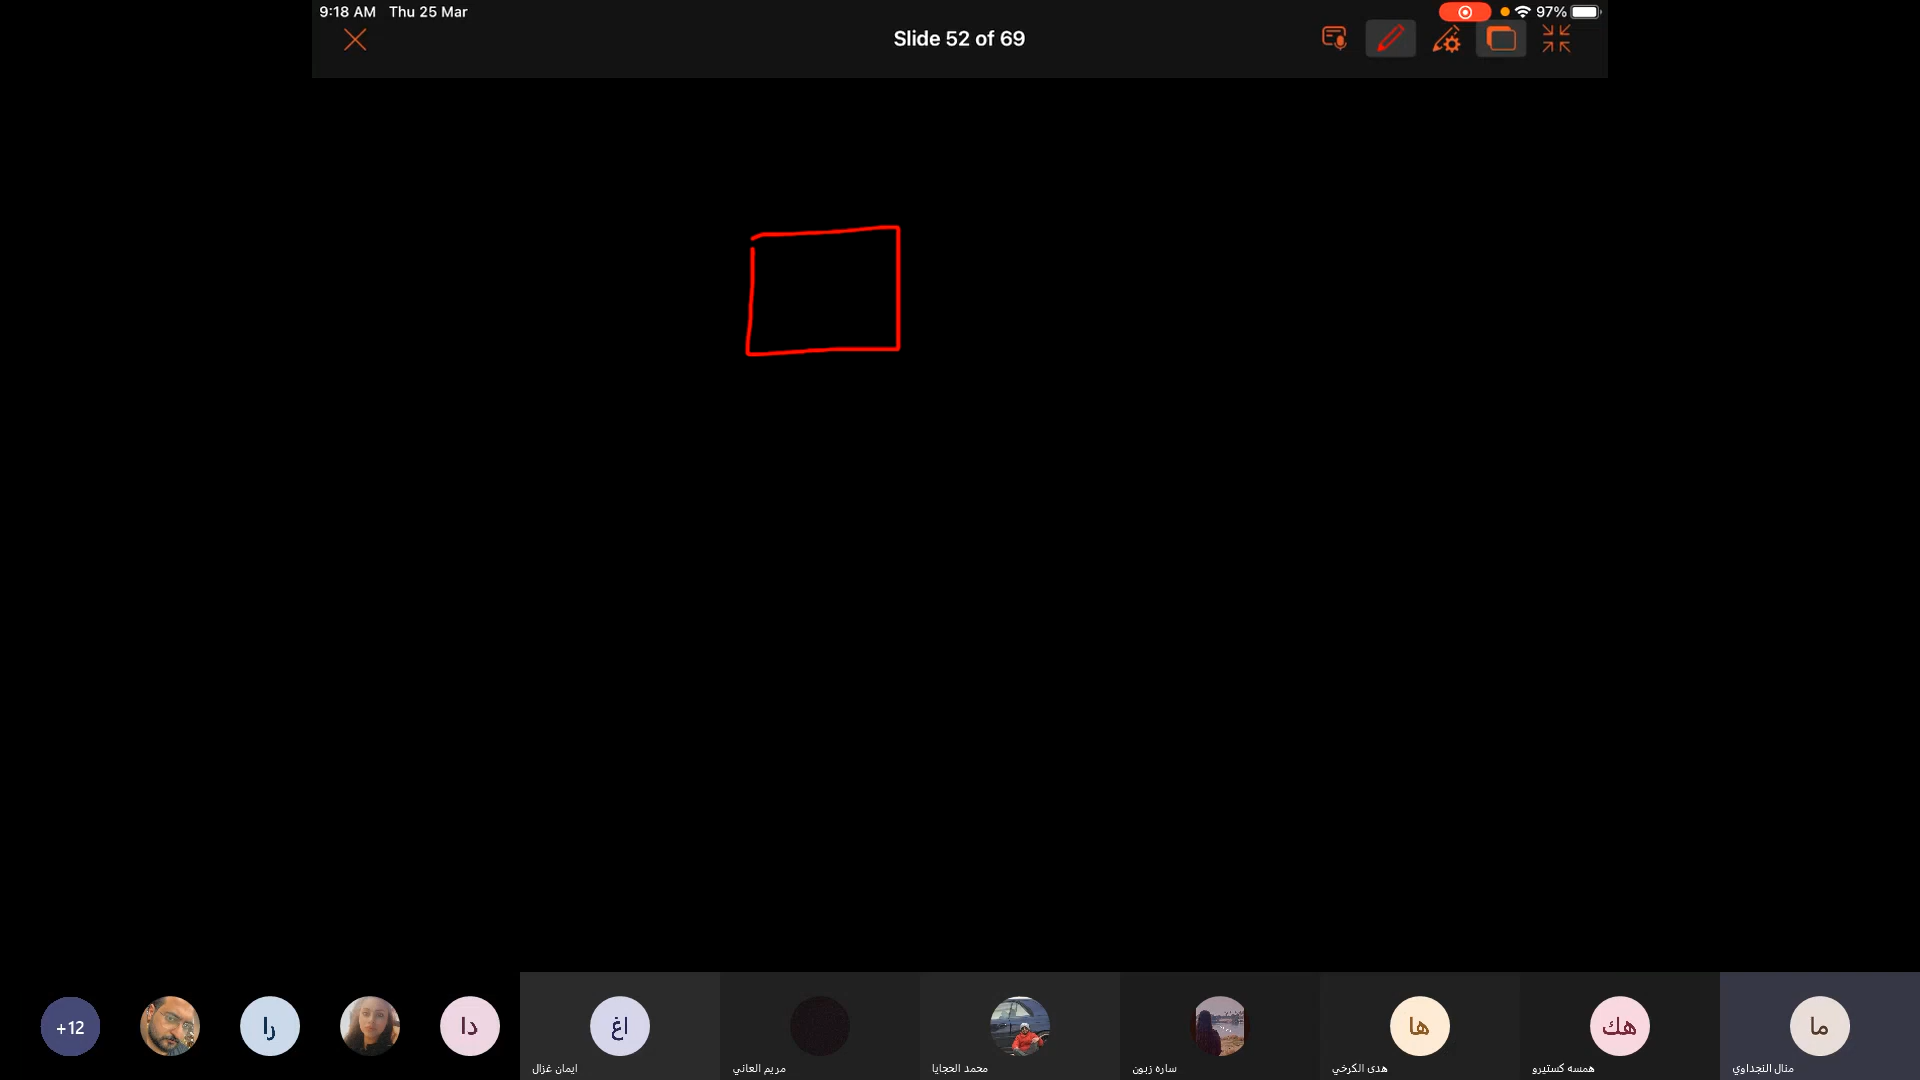 9:18 AM Thu 25 Mar
97%
Slide 52 of 69
+12
را
دا
اغ
ها
هك
ما
ايمان غزال
مريم العاني
محمد الحجايا
ساره زبون
هدى الكرخي
همسه كستيرو
منال النجداوي